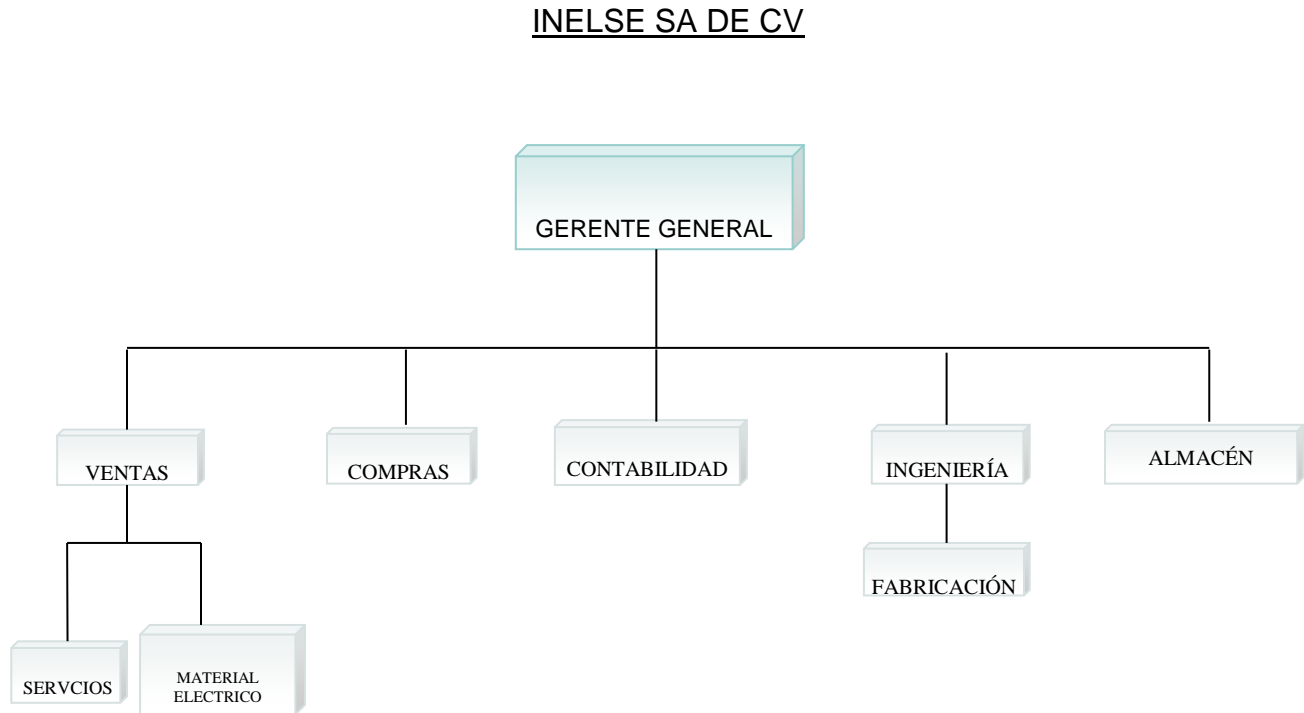 INELSE SA DE CV
GERENTE GENERAL
VENTAS
COMPRAS
CONTABILIDAD
INGENIERÍA
ALMACÉN
FABRICACIÓN
SERVCIOS
MATERIAL
ELECTRICO